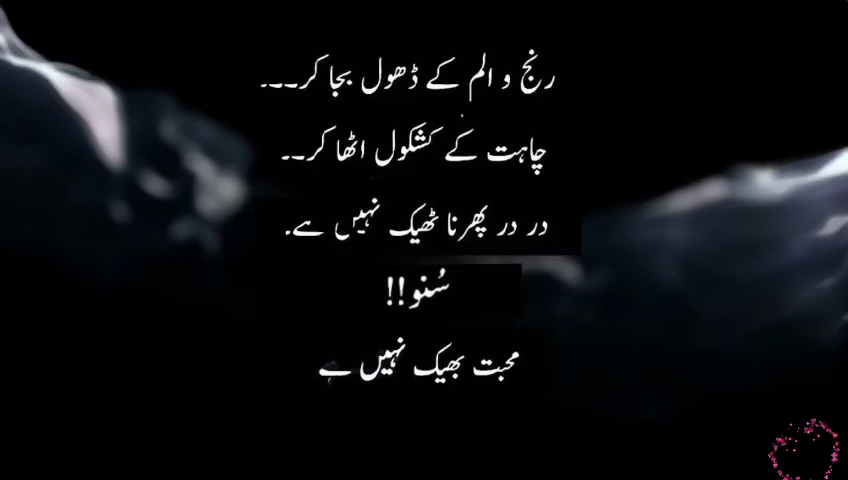 رنج و الم کے ڈھول بجا کر۔۔۔
چاہت کے کشکول اٹھا کر۔۔
در در پھرنا ٹھیک نہیں ہے۔
سُنو!!
محبت بھیک نہیں ہے